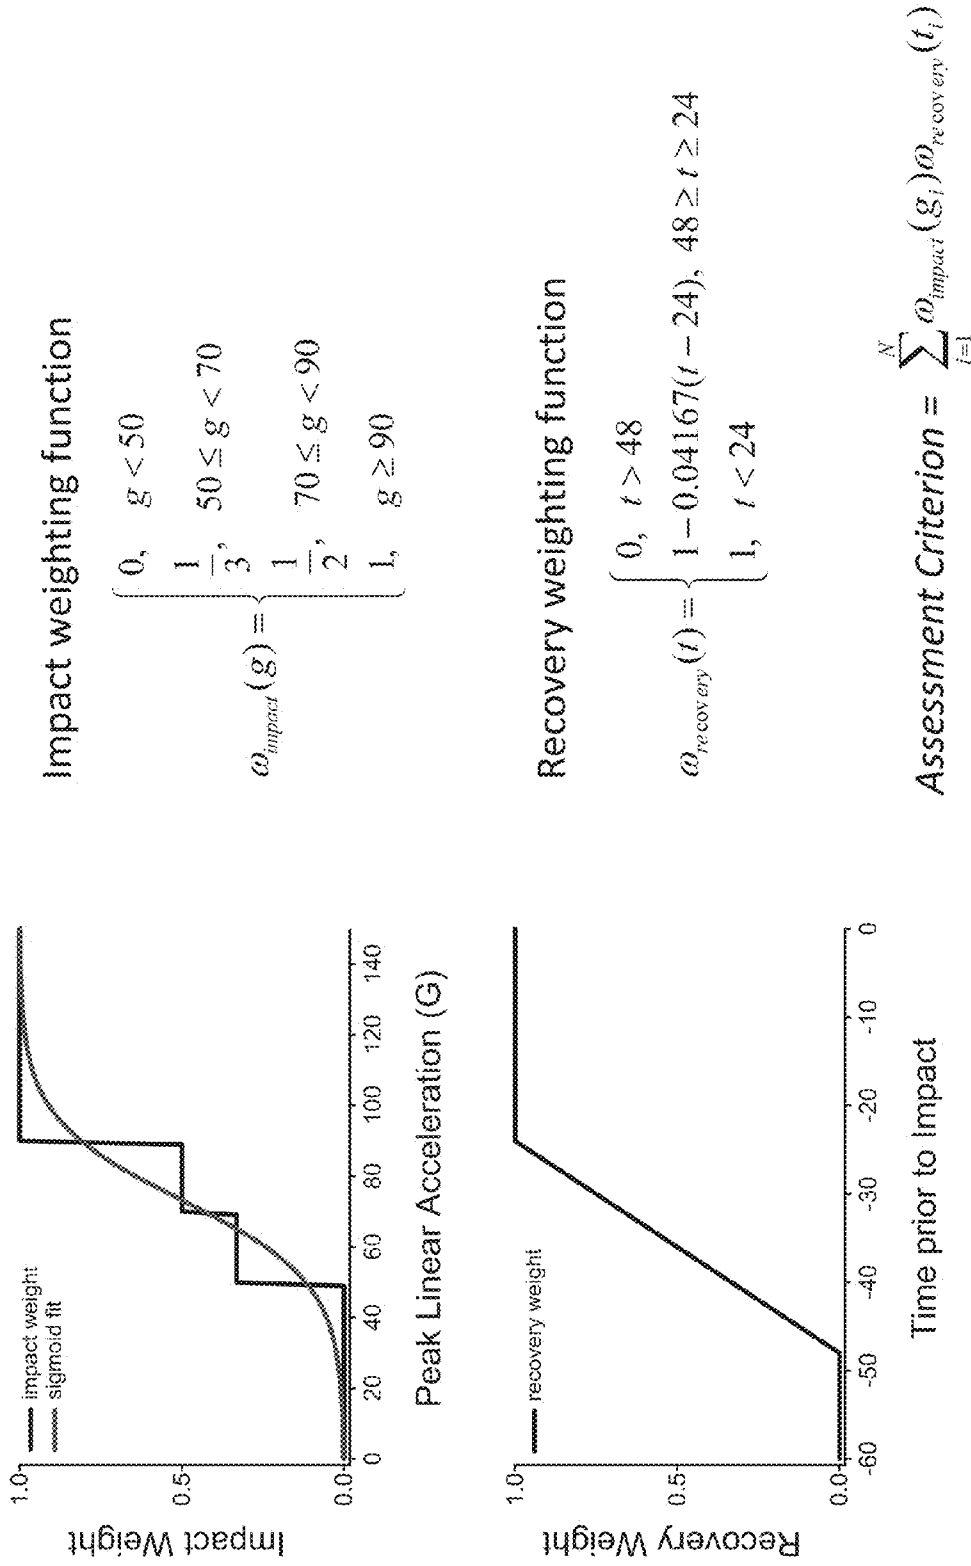 1.0
0.5
0.0
Impact Weight
impact weight
sigmoid fit
0 20 40 60 80 100 120 140
Peak Linear Acceleration (G)
1.0
0.5
0.0
Recovery Weight
recovery weight
-60 -50 -40 -30 -20 -10 0
Time prior to Impact
Impact weighting function
ω_impact(g) = { 0, g < 50
1/3, 50 ≤ g < 70
1/2, 70 ≤ g < 90
1, g ≥ 90
Recovery weighting function
ω_recovery(t) = { 0, t > 48
1 − 0.04167(t − 24), 48 ≥ t ≥ 24
1, t < 24
Assessment Criterion = ∑_{i=1}^{N} ω_impact(g_i)ω_recovery(t_i)